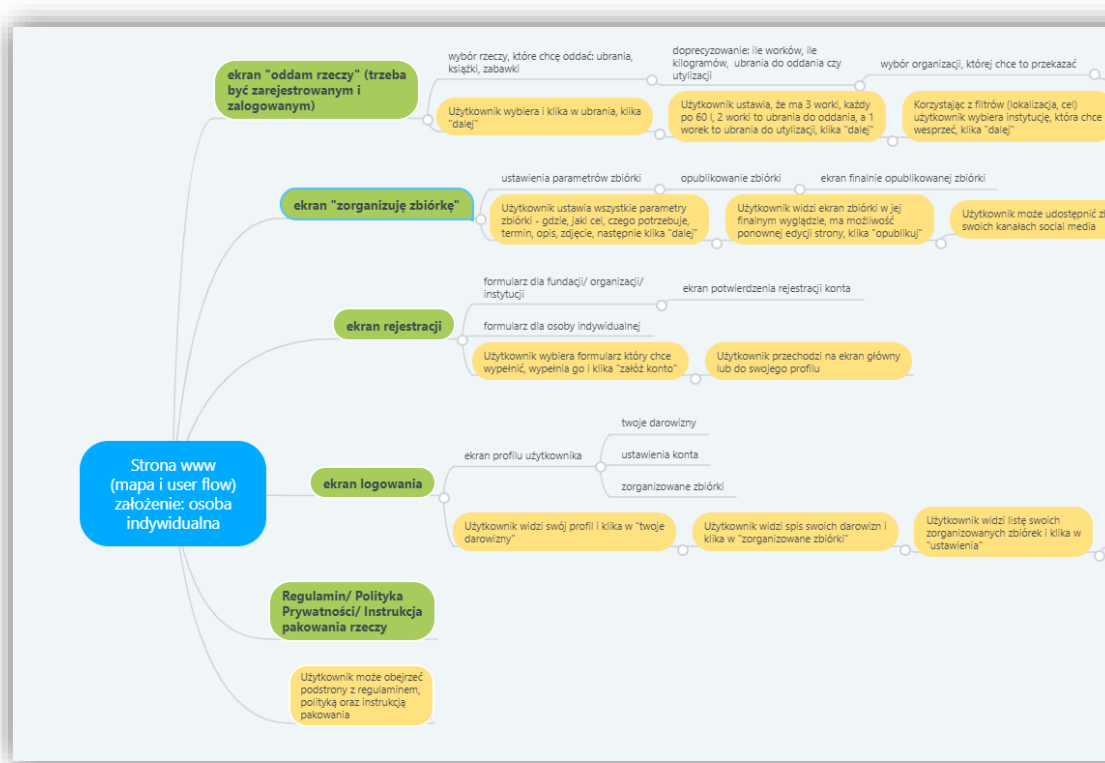 Strona www
(mapa i user flow)
założenie: osoba
indywidualna
ekran "oddam rzeczy" (trzeba
być zarejestrowanym i
zalogowanym)
wybór rzeczy, które chcę oddać: ubrania,
książki, zabawki
doprecyzowanie: ile worków, ile
kilogramów, ubrania do oddania czy
utylizacji
wybór organizacji, której chce to przekazać
Użytkownik wybiera i klika w ubrania, klika
"dalej"
Użytkownik ustawia, że ma 3 worki, każdy
po 60 l, 2 worki to ubrania do oddania, a 1
worek to ubrania do utylizacji, klika "dalej"
Korzystając z filtrów (lokalizacja, cel)
użytkownik wybiera instytucję, która chce
wesprzeć, klika "dalej"
ekran "zorganizuję zbiórkę"
ustawienia parametrów zbiórki
opublikowanie zbiórki
ekran finalnie opublikowanej zbiórki
Użytkownik ustawia wszystkie parametry
zbiórki - gdzie, jaki cel, czego potrzebuje,
termin, opis, zdjęcie, następnie klika "dalej"
Użytkownik widzi ekran zbiórki w jej
finalnym wyglądzie, ma możliwość
ponownej edycji strony, klika "opublikuj"
Użytkownik może udostępnić
swoich kanałach social media
ekran rejestracji
formularz dla fundacji/ organizacji/
instytucji
ekran potwierdzenia rejestracji konta
formularz dla osoby indywidualnej
Użytkownik wybiera formularz który chce
wypełnić, wypełnia go i klika "załóż konto"
Użytkownik przechodzi na ekran główny
lub do swojego profilu
ekran logowania
ekran profilu użytkownika
twoje darowizny
ustawienia konta
zorganizowane zbiórki
Użytkownik widzi swój profil i klika w "twoje
darowizny"
Użytkownik widzi spis swoich darowizn i
klika w "zorganizowane zbiórki"
Użytkownik widzi listę swoich
zorganizowanych zbiórek i klika w
"ustawienia"
Regulamin/ Polityka
Prywatności/ Instrukcja
pakowania rzeczy
Użytkownik może obejrzeć
podstrony z regulaminem,
polityką oraz instrukcją
pakowania